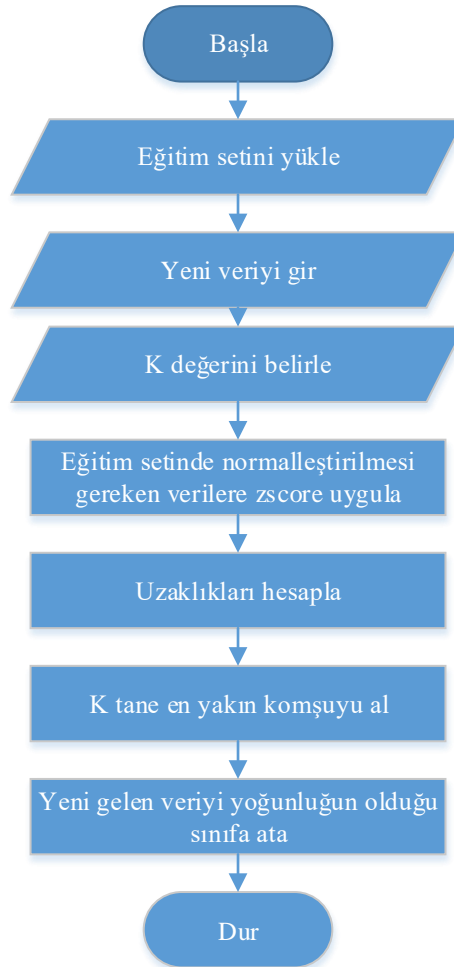 Başla
Eğitim setini yükle
Yeni veriyi gir
K değerini belirle
Eğitim setinde normalleştirilmesi
gereken verilere zscore uygula
Uzaklıkları hesapla
K tane en yakın komşuyu al
Yeni gelen veriyi yoğunluğun olduğu
sınıfa ata
Dur